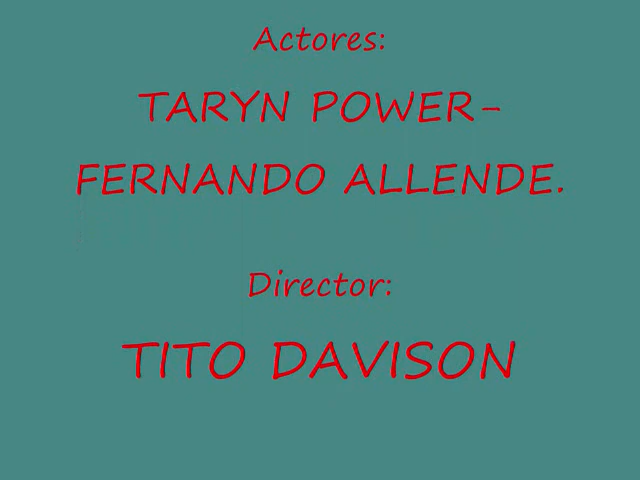 Actores:
TARYN POWER-
FERNANDO ALLENDE.
Director:
TITO DAVISON